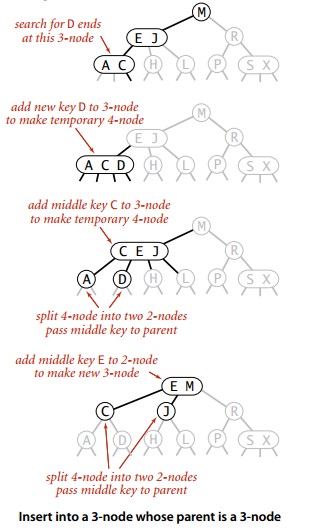 M
search for D ends
at this 3-node
E J
R
A C
H
L
P
S X
add new key D to 3-node
to make temporary 4-node
M
E J
R
A C D
H
L
P
S X
add middle key C to 3-node
to make temporary 4-node
M
C E J
R
A
D
H
L
P
S X
split 4-node into two 2-nodes
pass middle key to parent
add middle key E to 2-node
to make new 3-node
E M
C
J
R
A
D
H
L
P
S X
split 4-node into two 2-nodes
pass middle key to parent
Insert into a 3-node whose parent is a 3-node